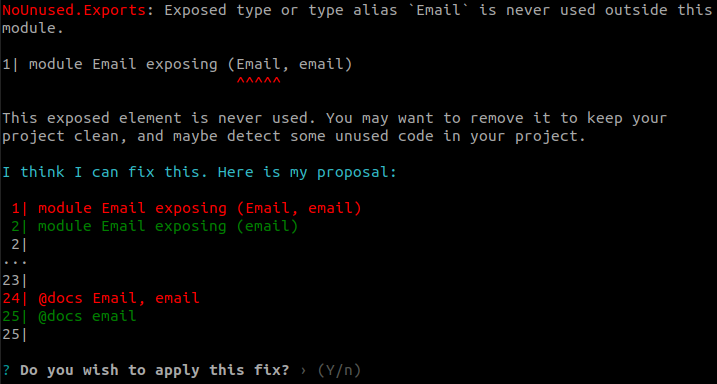 NoUnused.Exports: Exposed type or type alias `Email` is never used outside this
module.
1| module Email exposing (Email, email)
^^^^^
This exposed element is never used. You may want to remove it to keep your
project clean, and maybe detect some unused code in your project.
I think I can fix this. Here is my proposal:
1| module Email exposing (Email, email)
2| module Email exposing (email)
2|
···
23|
24| @docs Email, email
25| @docs email
25|
? Do you wish to apply this fix? › (Y/n)